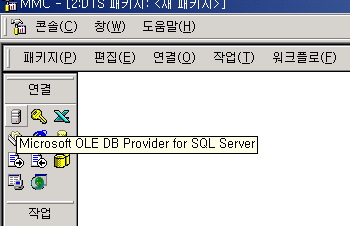 MMC - [2:DTS 패키지: <새 패키지>]
콘솔(C) 창(W) 도움말(H)
패키지(P) 편집(E) 연결(O) 작업(T) 워크플로(F)
연결
Microsoft OLE DB Provider for SQL Server
작업